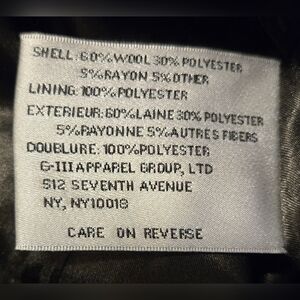 SHELL: 60%WOOL 30% POLYESTER
5%RAYON 5%OTHER
LINING: 100%POLYESTER
EXTERIEUR: 60%LAINE 30% POLYESTER
5%RAYONNE 5%AUTRES FIBERS
DOUBLURE: 100%POLYESTER
G-III APPAREL GROUP, LTD
512 SEVENTH AVENUE
NY, NY10018
CARE ON REVERSE